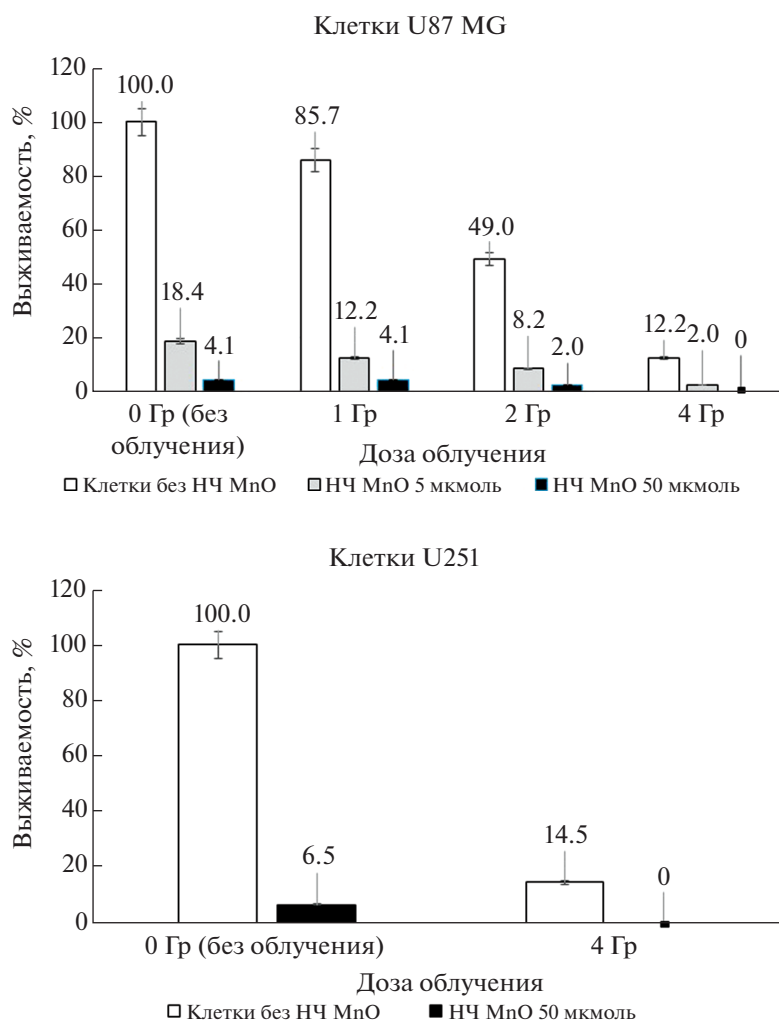 Клетки U87 MG
120
100
80
60
40
20
0
Выживаемость, %
100.0
18.4
4.1
85.7
12.2
4.1
49.0
8.2
2.0
12.2
2.0
0
0 Гр (без
облучения)
1 Гр
2 Гр
4 Гр
Доза облучения
Клетки без НЧ MnO
НЧ MnO 5 мкмоль
НЧ MnO 50 мкмоль
Клетки U251
120
100
80
60
40
20
0
Выживаемость, %
100.0
6.5
14.5
0
0 Гр (без облучения)
4 Гр
Доза облучения
Клетки без НЧ MnO
НЧ MnO 50 мкмоль